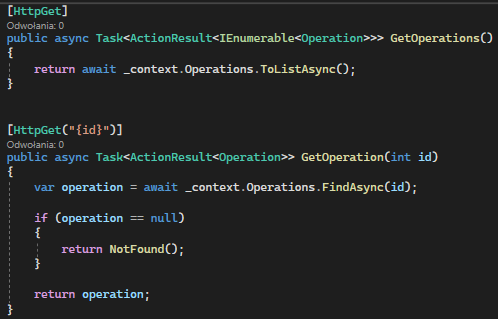 [HttpGet]
Odwołania: 0
public async Task<ActionResult<IEnumerable<Operation>>> GetOperations()
{
return await _context.Operations.ToListAsync();
}
[HttpGet("{id}")]
Odwołania: 0
public async Task<ActionResult<Operation>> GetOperation(int id)
{
var operation = await _context.Operations.FindAsync(id);
if (operation == null)
{
return NotFound();
}
return operation;
}